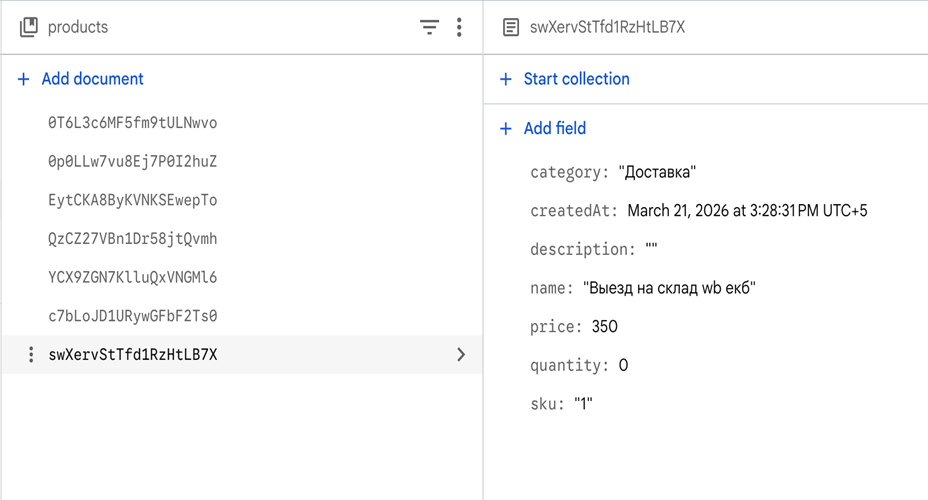 products
+ Add document
0T6L3c6MF5fm9tULNwvo
0p0LLw7vu8Ej7P0I2huZ
EytCKA8ByKVNKSEwepTo
QzCZ27VBn1Dr58jtQvmh
YCX9ZGN7KlluQxVNGMl6
c7bLoJD1URywGFbF2Ts0
swXervStTfd1RzHtLB7X
swXervStTfd1RzHtLB7X
+ Start collection
+ Add field
category: "Доставка"
createdAt: March 21, 2026 at 3:28:31 PM UTC+5
description: ""
name: "Выезд на склад wb екб"
price: 350
quantity: 0
sku: "1"